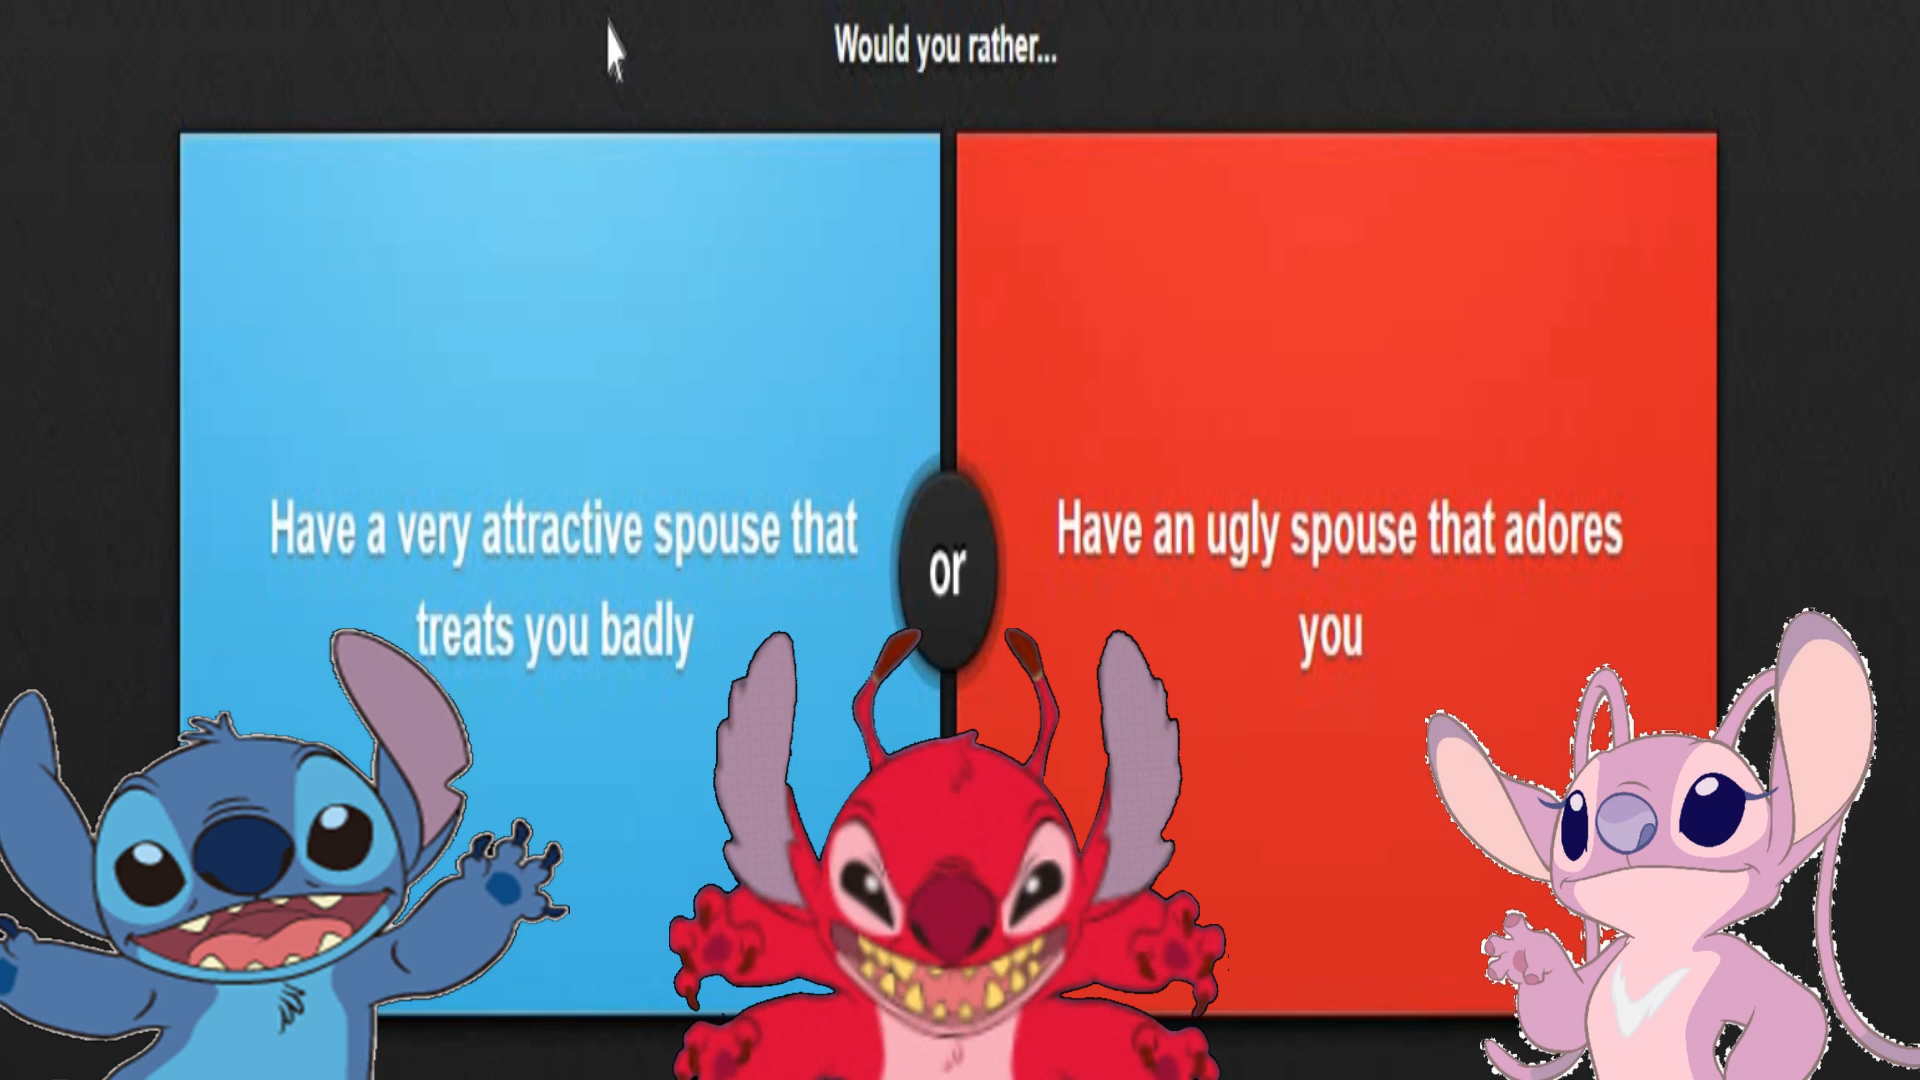 Would you rather...
Have a very attractive spouse that
treats you badly
or
Have an ugly spouse that adores
you